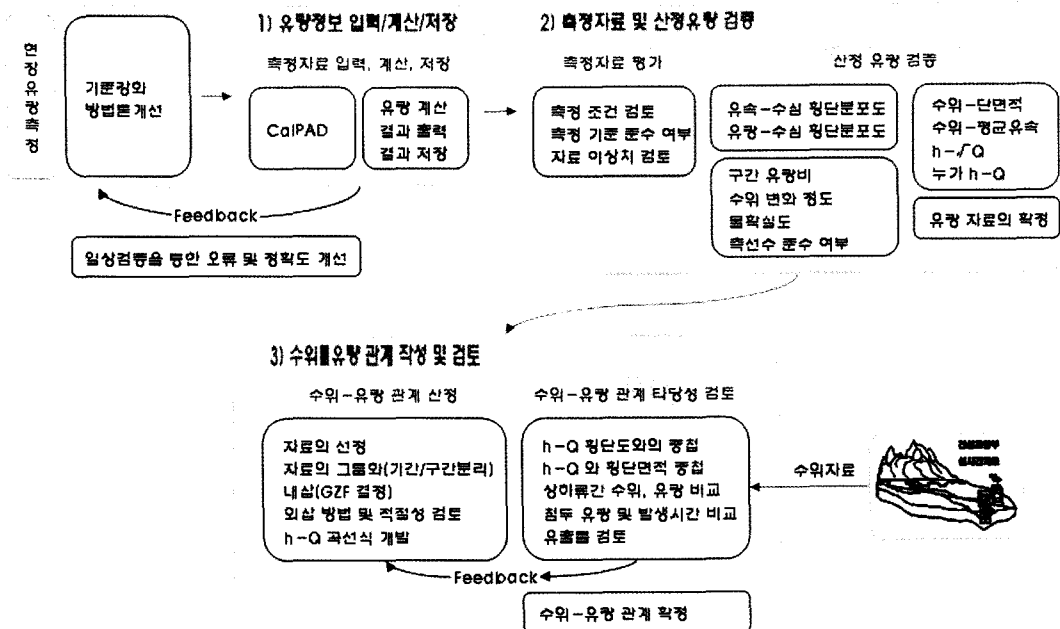 현장유량측정
기준강화
방법론개선
1) 유량정보 입력/계산/저장
측정자료 입력, 계산, 저장
CalPAD
유량 계산
결과 출력
결과 저장
Feedback
일상검증을 통한 오류 및 정확도 개선
2) 측정자료 및 산정유량 검증
측정자료 평가
측정 조건 검토
측정 기준 준수 여부
자료 이상치 검토
산정 유량 검증
유속-수심 횡단분포도
유량-수심 횡단분포도
구간 유량비
수위 변화 정도
불확실도
측선수 준수 여부
수위-단면적
수위-평균유속
h-√Q
누가 h-Q
유량 자료의 확정
3) 수위 유량 관계 작성 및 검토
수위-유량 관계 산정
자료의 선정
자료의 그룹화(기간/구간분리)
내삽(GZF 결정)
외삽 방법 및 적절성 검토
h-Q 곡선식 개발
수위-유량 관계 타당성 검토
h-Q 횡단도와의 중첩
h-Q 와 횡단면적 중첩
상하류간 수위, 유량 비교
첨두 유량 및 발생시간 비교
유출률 검토
수위자료
Feedback
수위-유량 관계 확정